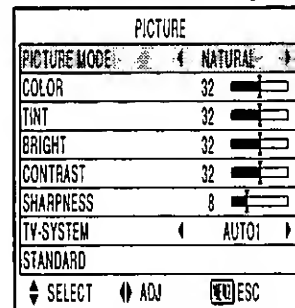 PICTURE
PICTURE MODE NATURAL
COLOR 32
TINT 32
BRIGHT 32
CONTRAST 32
SHARPNESS 8
TV-SYSTEM AUTO1
STANDARD
SELECT ADJ MENU ESC